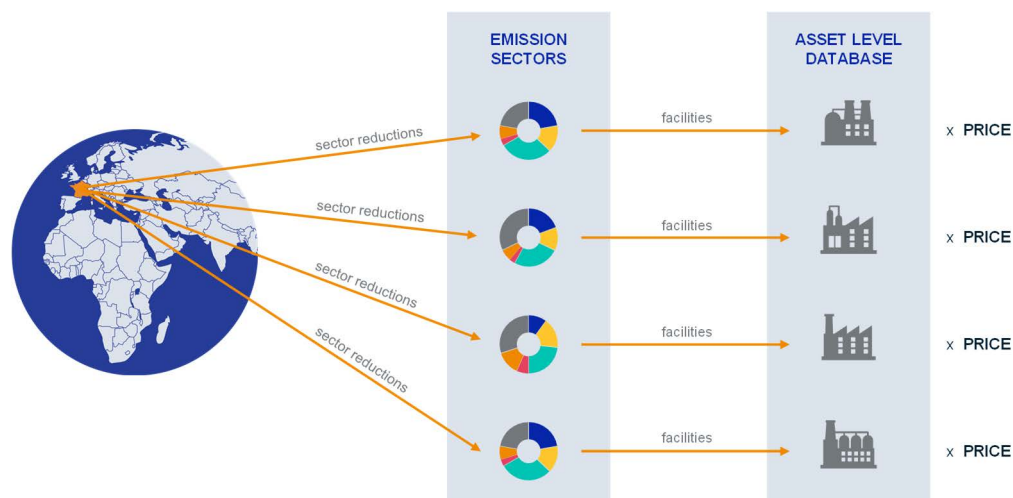 EMISSION
SECTORS
ASSET LEVEL
DATABASE
sector reductions
facilities
x PRICE
sector reductions
facilities
x PRICE
sector reductions
facilities
x PRICE
sector reductions
facilities
x PRICE